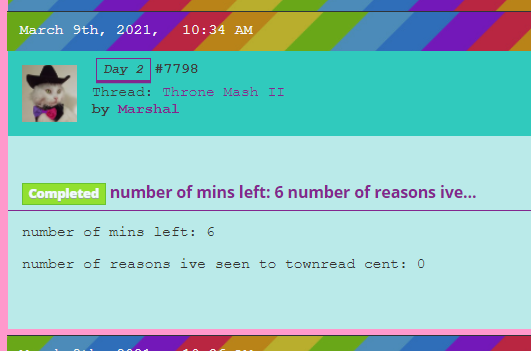 March 9th, 2021, 10:34 AM
Day 2 #7798
Thread: Throne Mash II
by Marshal
Completed number of mins left: 6 number of reasons ive...
number of mins left: 6
number of reasons ive seen to townread cent: 0